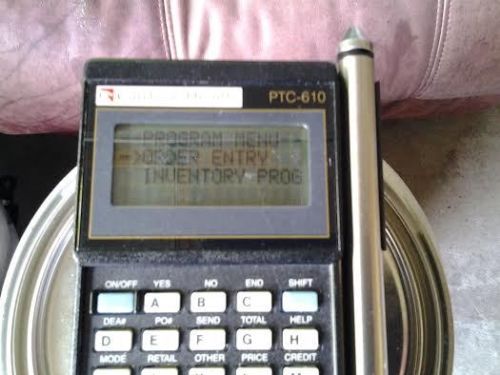 PTC-610
PROGRAM MENU
->ORDER ENTRY
INVENTORY PROG
ON/OFF YES NO END SHIFT
A B C
DEA# PO# SEND TOTAL HELP
D E F G H
MODE RETAIL OTHER PRICE CREDIT